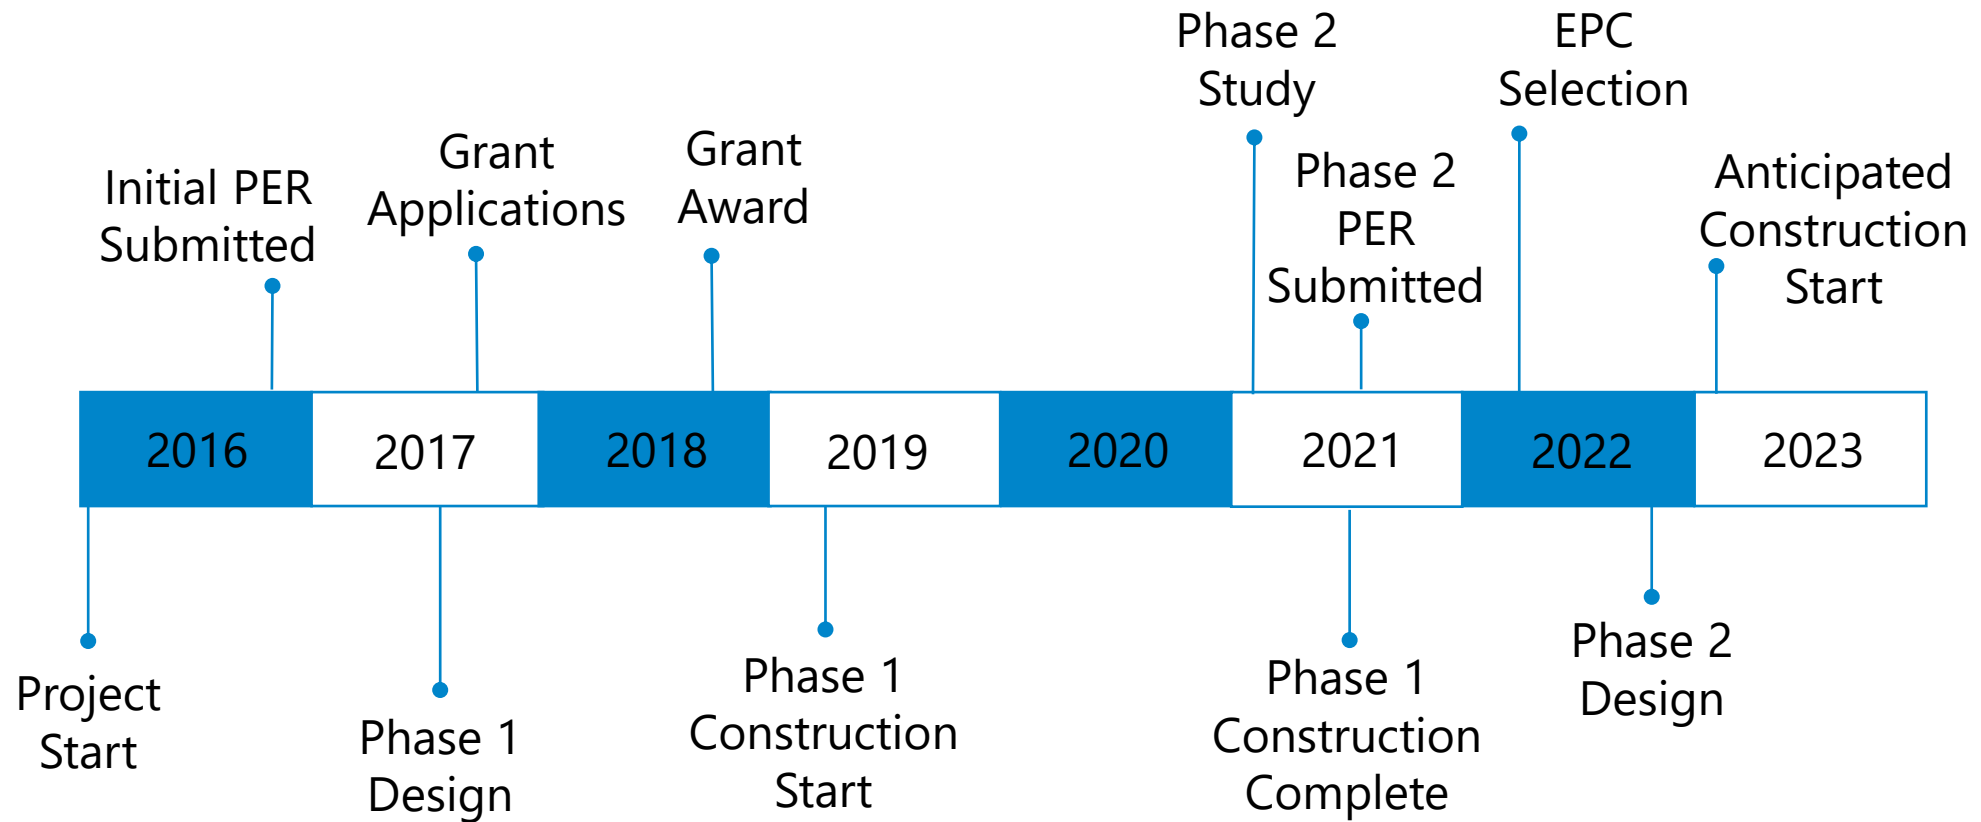 Phase 2
Study
EPC
Selection
Initial PER
Submitted
Grant
Applications
Grant
Award
Phase 2
PER
Submitted
Anticipated
Construction
Start
2016
2017
2018
2019
2020
2021
2022
2023
Project
Start
Phase 1
Design
Phase 1
Construction
Start
Phase 1
Construction
Complete
Phase 2
Design